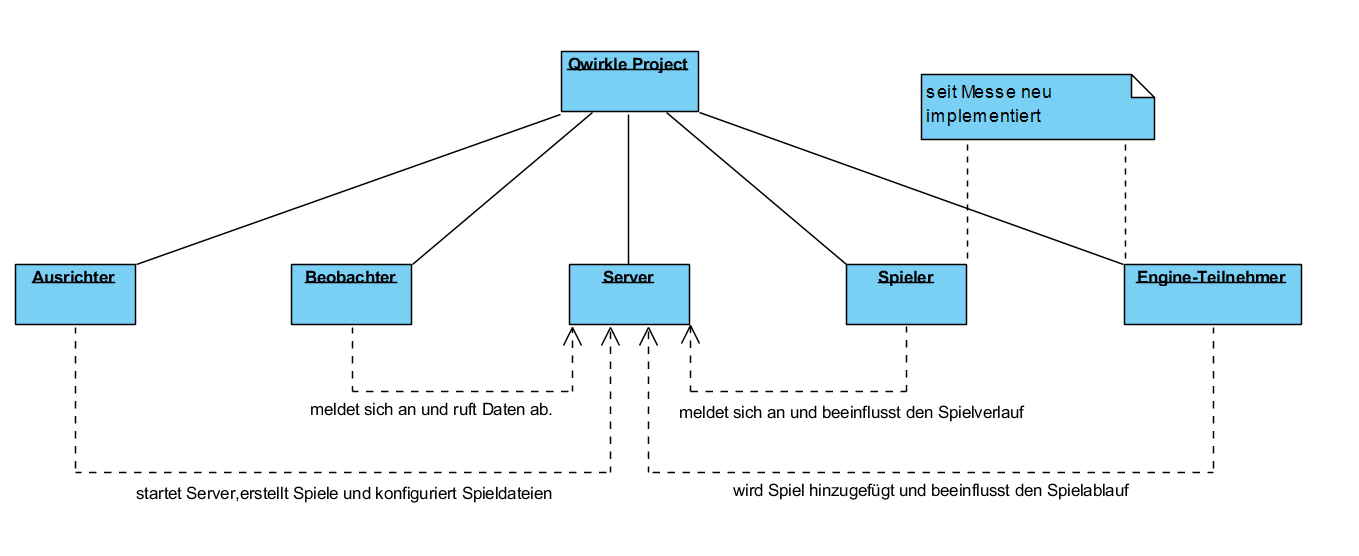 Qwirkle Project
seit Messe neu
implementiert
Ausrichter
Beobachter
Server
Spieler
Engine-Teilnehmer
meldet sich an und ruft Daten ab.
meldet sich an und beeinflusst den Spielverlauf
startet Server,erstellt Spiele und konfiguriert Spieldateien
wird Spiel hinzugefügt und beeinflusst den Spielablauf